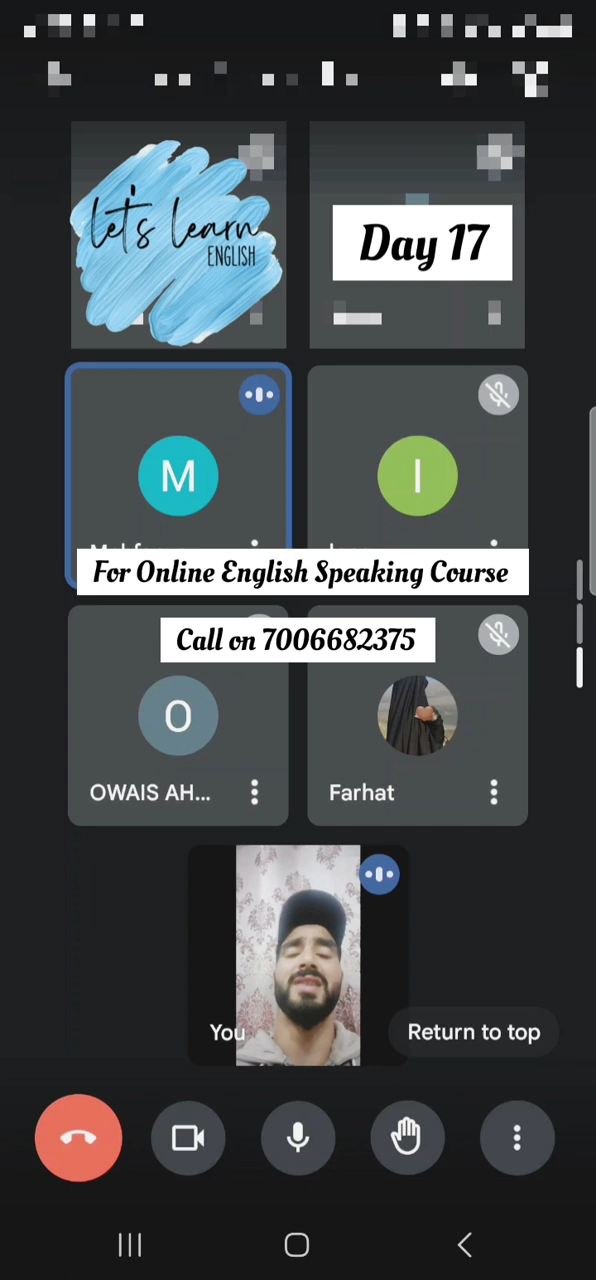 let's learn
ENGLISH
Day 17
M
I
For Online English Speaking Course
Call on 7006682375
O
OWAIS AH...
Farhat
You
Return to top